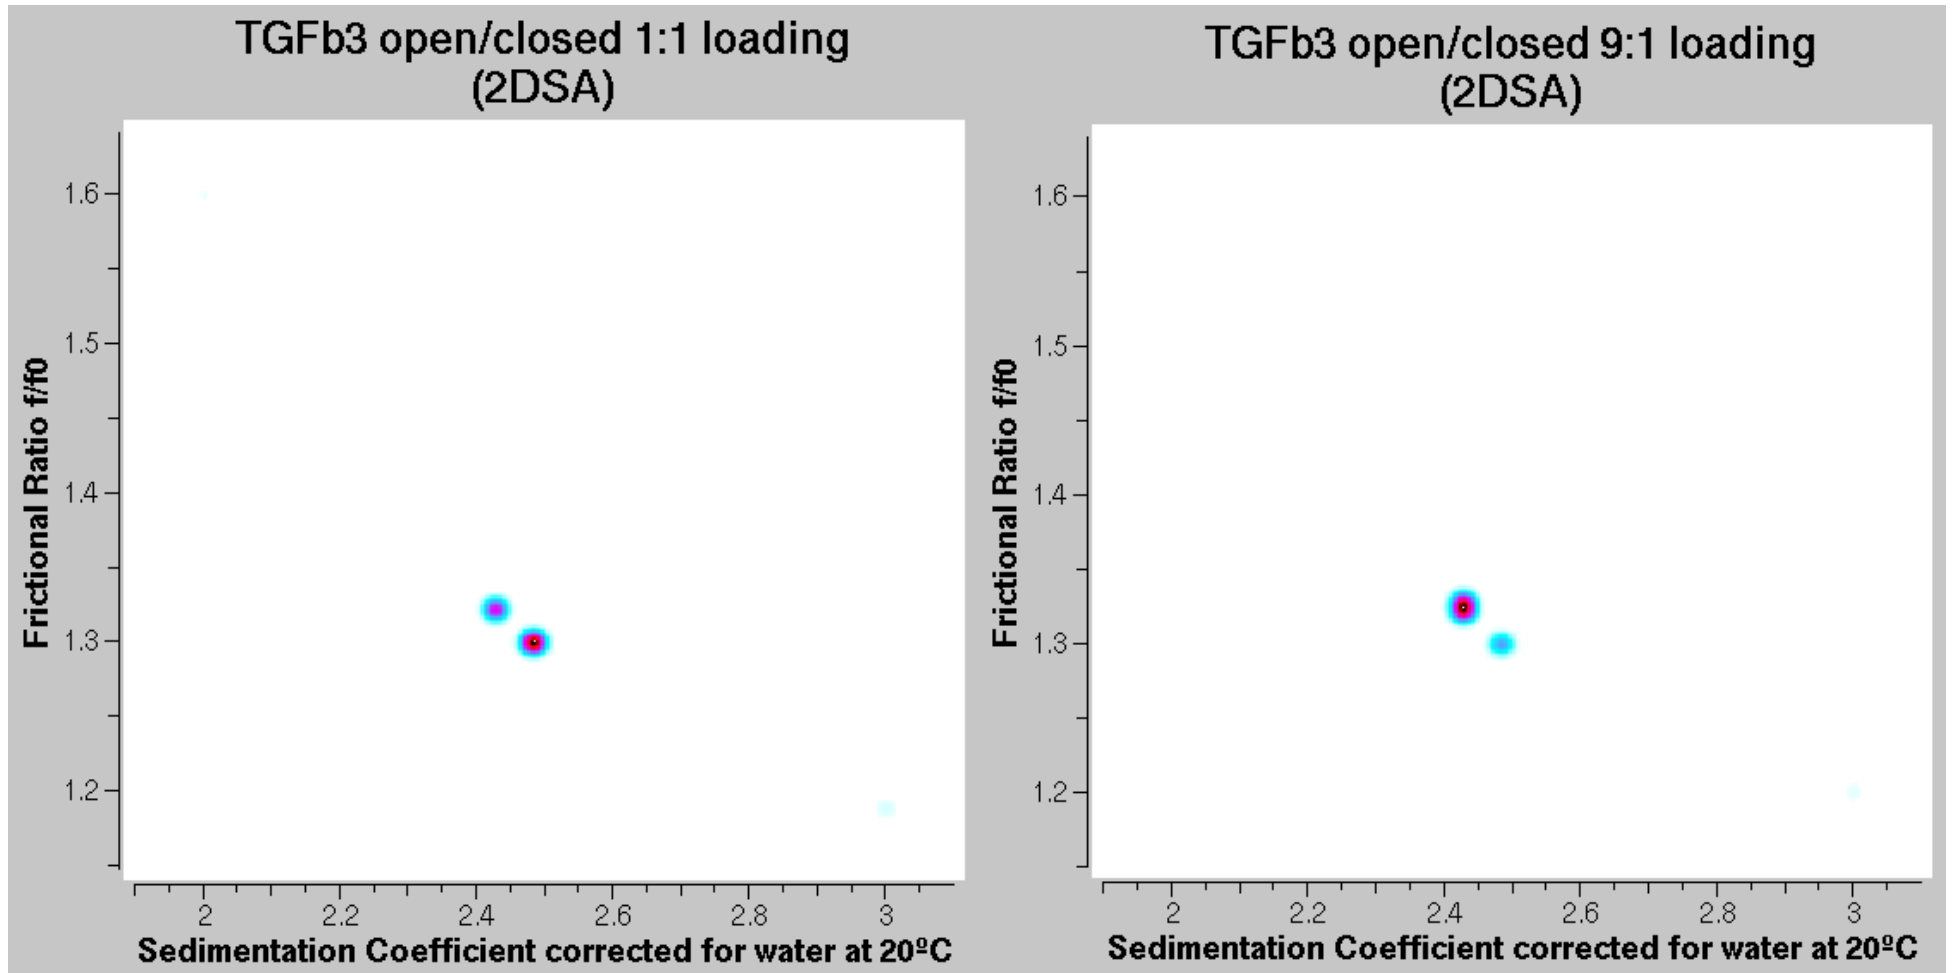 TGFb3 open/closed 1:1 loading
(2DSA)
1.6
1.5
1.4
1.3
1.2
Frictional Ratio f/f0
2 2.2 2.4 2.6 2.8 3
Sedimentation Coefficient corrected for water at 20ºC
TGFb3 open/closed 9:1 loading
(2DSA)
1.6
1.5
1.4
1.3
1.2
Frictional Ratio f/f0
2 2.2 2.4 2.6 2.8 3
Sedimentation Coefficient corrected for water at 20ºC